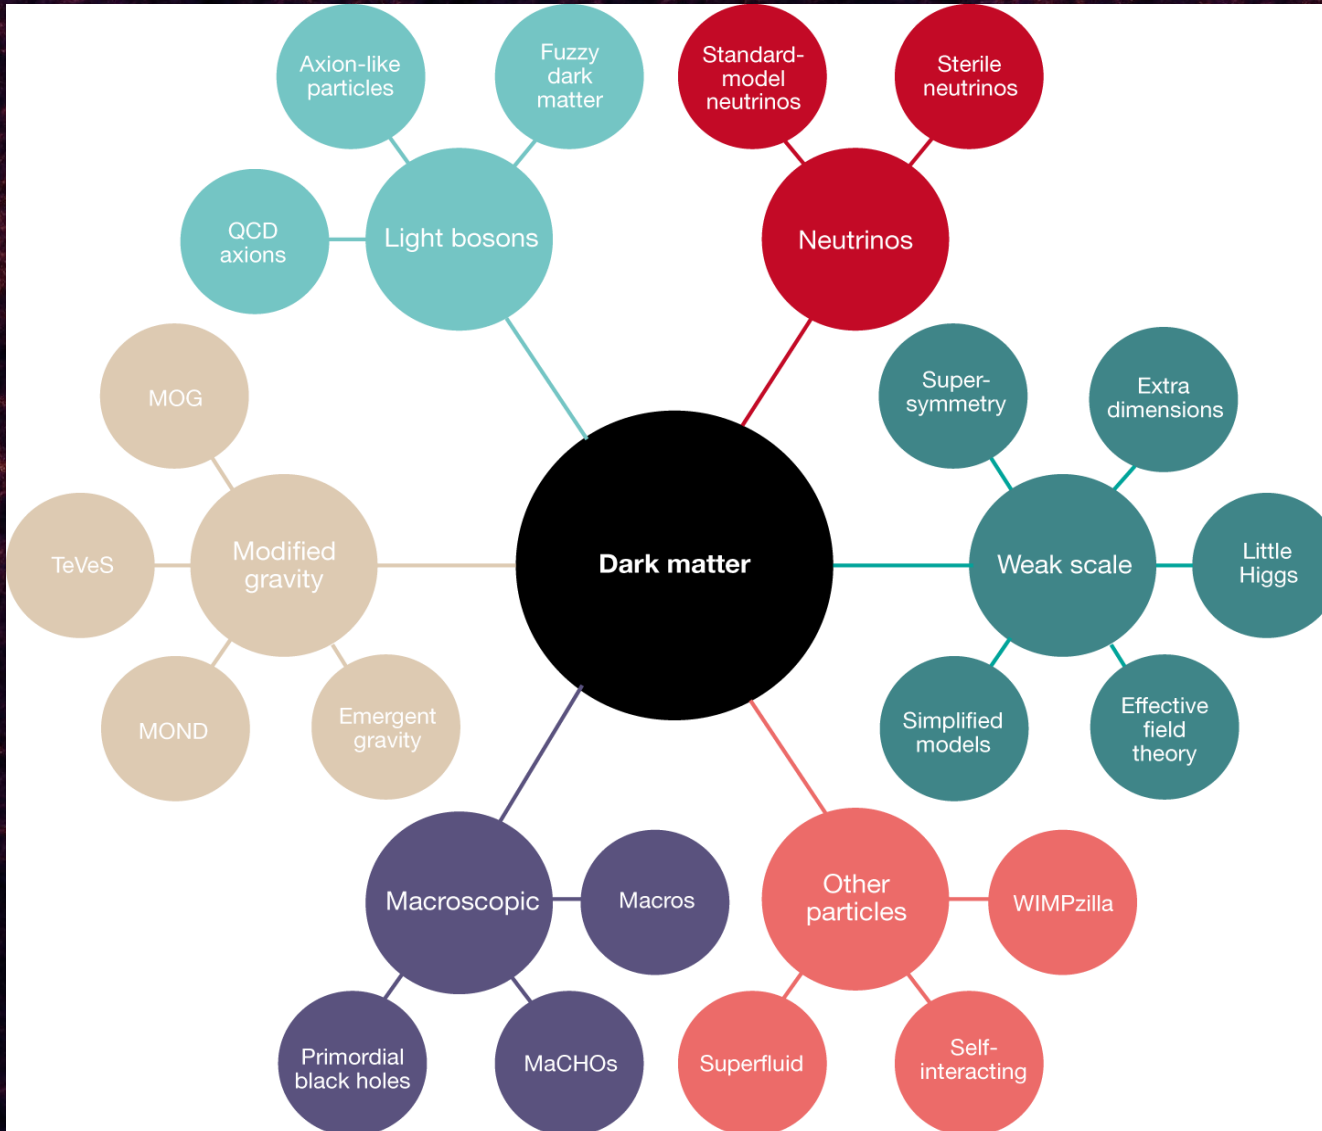 Axion-like
particles
Fuzzy
dark
matter
Standard-
model
neutrinos
Sterile
neutrinos
QCD
axions
Light bosons
Neutrinos
MOG
Super-
symmetry
Extra
dimensions
TeVeS
Modified
gravity
Dark matter
Weak scale
Little
Higgs
MOND
Emergent
gravity
Simplified
models
Effective
field
theory
Macroscopic
Macros
Other
particles
WIMPzilla
Primordial
black holes
MaCHOs
Superfluid
Self-
interacting